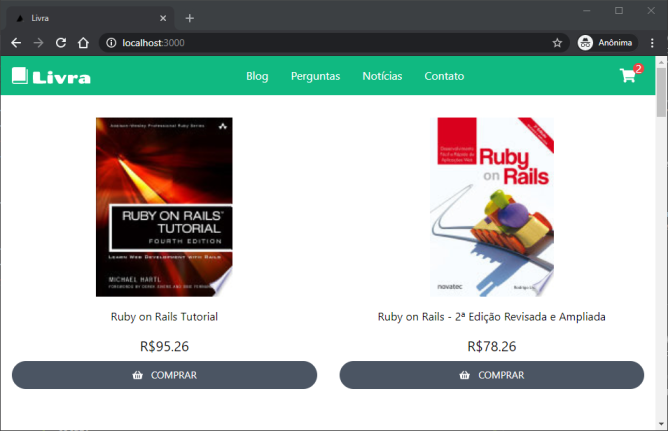 Livra
localhost:3000
Anônima
Livra
Blog
Perguntas
Notícias
Contato
2
Addison-Wesley Professional Ruby Series
RUBY ON RAILS™
TUTORIAL
FOURTH EDITION
LEARN WEB DEVELOPMENT WITH RAILS
MICHAEL HARTL
Ruby
on Rails
novatec
Ruby on Rails Tutorial
Ruby on Rails - 2ª Edição Revisada e Ampliada
R$95.26
R$78.26
COMPRAR
COMPRAR